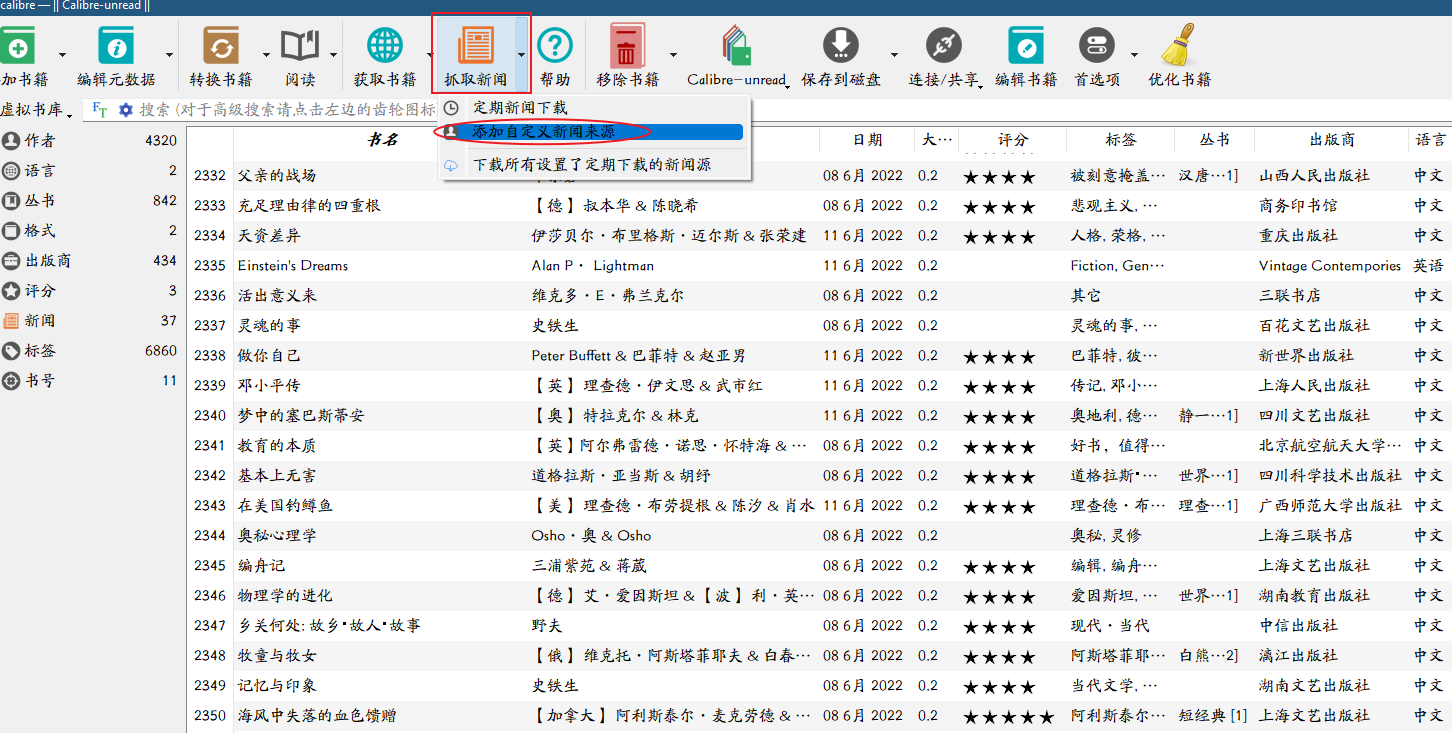 calibre — || Calibre-unread ||
加书籍 编辑元数据 转换书籍 阅读 获取书籍 抓取新闻 帮助 移除书籍 Calibre-unread 保存到磁盘 连接/共享 编辑书籍 首选项 优化书籍
虚拟书库 搜索 (对于高级搜索请点击左边的齿轮图标
定期新闻下载
添加自定义新闻来源
下载所有设置了定期下载的新闻源
作者 4320
语言 2
丛书 842
格式 2
出版商 434
评分 3
新闻 37
标签 6860
书号 11
书名 日期 大… 评分 标签 丛书 出版商 语言
2332 父亲的战场 08 6月 2022 0.2 ★★★★ 被刻意掩盖… 汉唐…1] 山西人民出版社 中文
2333 充足理由律的四重根 【德】叔本华 & 陈晓希 08 6月 2022 0.2 ★★★★ 悲观主义, … 商务印书馆 中文
2334 天资差异 伊莎贝尔·布里格斯·迈尔斯 & 张荣建 11 6月 2022 0.2 ★★★★ 人格, 荣格, … 重庆出版社 中文
2335 Einstein's Dreams Alan P· Lightman 11 6月 2022 0.2 Fiction, Gen… Vintage Contempories 英语
2336 活出意义来 维克多·E·弗兰克尔 08 6月 2022 0.2 其它 三联书店 中文
2337 灵魂的事 史铁生 08 6月 2022 0.2 灵魂的事, … 百花文艺出版社 中文
2338 做你自己 Peter Buffett & 巴菲特 & 赵亚男 11 6月 2022 0.2 ★★★★ 巴菲特, 彼… 新世界出版社 中文
2339 邓小平传 【英】理查德·伊文思 & 武市红 11 6月 2022 0.2 ★★★★ 传记, 邓小… 上海人民出版社 中文
2340 梦中的塞巴斯蒂安 【奥】特拉克尔 & 林克 11 6月 2022 0.2 ★★★★ 奥地利, 德… 静一…1] 四川文艺出版社 中文
2341 教育的本质 【英】阿尔弗雷德·诺思·怀特海 & … 08 6月 2022 0.2 ★★★★ 好书，值得… 北京航空航天大学… 中文
2342 基本上无害 道格拉斯·亚当斯 & 胡纾 08 6月 2022 0.2 ★★★★ 道格拉斯·… 世界…1] 四川科学技术出版社 中文
2343 在美国钓鳟鱼 【美】理查德·布劳提根 & 陈汐 & 肖水 11 6月 2022 0.2 ★★★★ 理查德·布… 理查…1] 广西师范大学出版社 中文
2344 奥秘心理学 Osho·奥 & Osho 08 6月 2022 0.2 奥秘, 灵修 上海三联书店 中文
2345 编舟记 三浦紫苑 & 蒋葳 08 6月 2022 0.2 ★★★★ 编辑, 编舟… 上海文艺出版社 中文
2346 物理学的进化 【德】艾·爱因斯坦 & 【波】利·英… 08 6月 2022 0.2 ★★★★ 爱因斯坦, … 世界…1] 湖南教育出版社 中文
2347 乡关何处: 故乡·故人·故事 野夫 08 6月 2022 0.2 ★★★★ 现代·当代 中信出版社 中文
2348 牧童与牧女 【俄】维克托·阿斯塔菲耶夫 & 白春… 08 6月 2022 0.2 ★★★★ 阿斯塔菲耶… 白熊…2] 漓江出版社 中文
2349 记忆与印象 史铁生 08 6月 2022 0.2 ★★★★ 当代文学, … 湖南文艺出版社 中文
2350 海风中失落的血色馈赠 【加拿大】阿利斯泰尔·麦克劳德 & … 08 6月 2022 0.2 ★★★★★ 阿利斯泰尔… 短经典 [1] 上海文艺出版社 中文